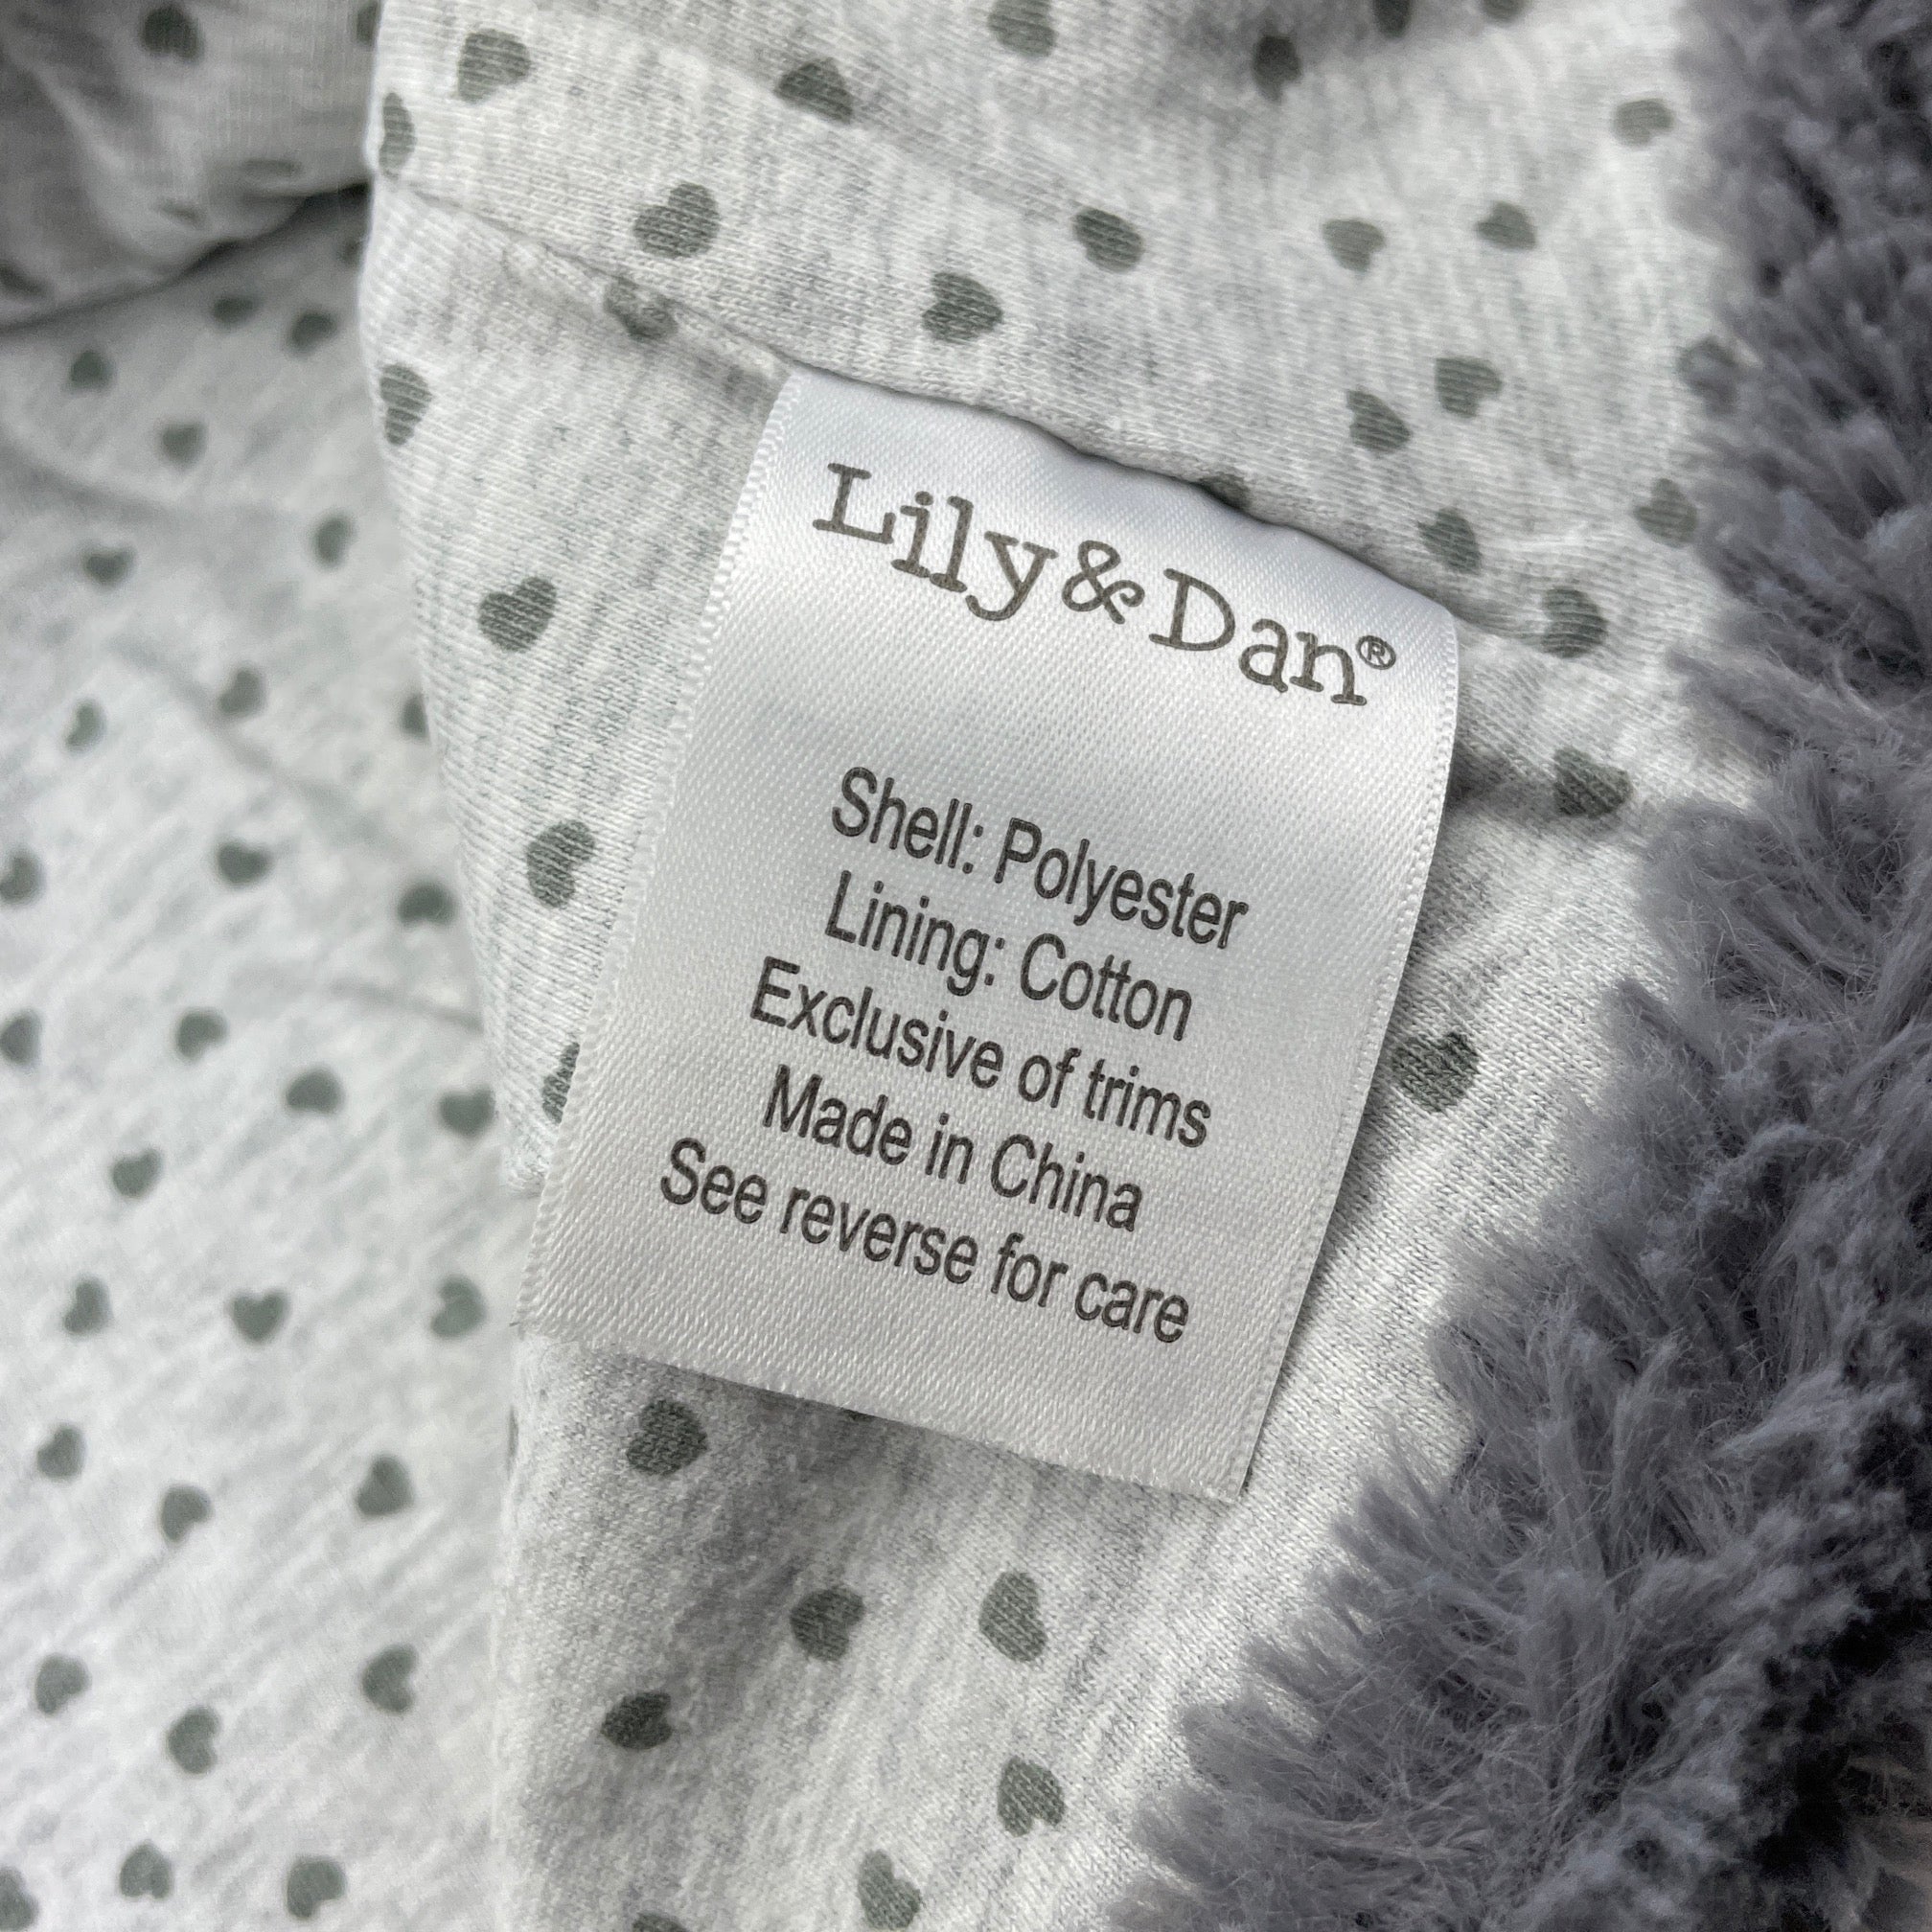 Lily & Dan®
Shell: Polyester
Lining: Cotton
Exclusive of trims
Made in China
See reverse for care